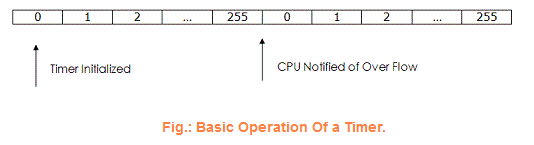 0 1 2 ... 255 0 1 2 ... 255
Timer Initialized
CPU Notified of Over Flow
Fig.: Basic Operation Of a Timer.